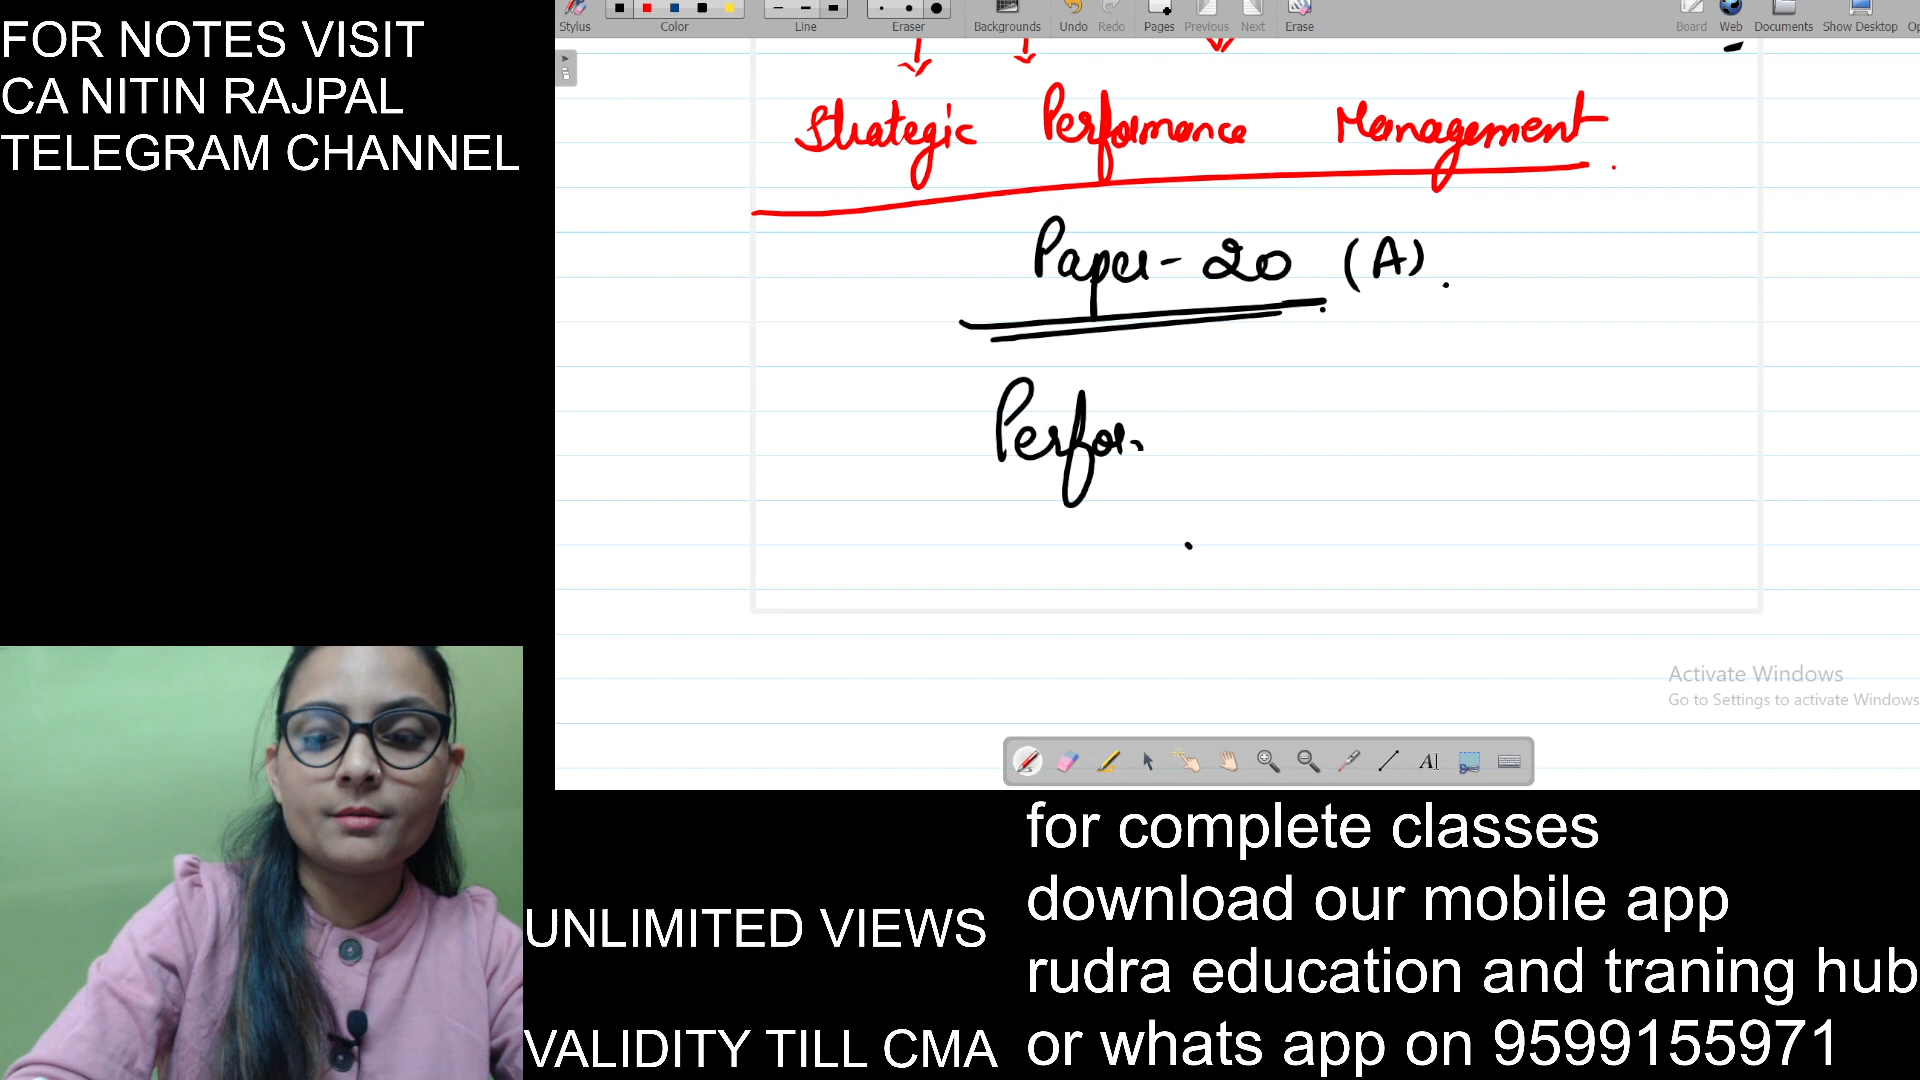 FOR NOTES VISIT
CA NITIN RAJPAL
TELEGRAM CHANNEL
Stylus Color Line Eraser Backgrounds Undo Redo Pages Previous Next Erase Board Web Documents Show Desktop Op
Strategic Performance Management
Paper-20 (A).
Perfor
Activate Windows
Go to Settings to activate Windows
UNLIMITED VIEWS
VALIDITY TILL CMA
for complete classes
download our mobile app
rudra education and traning hub
or whats app on 9599155971